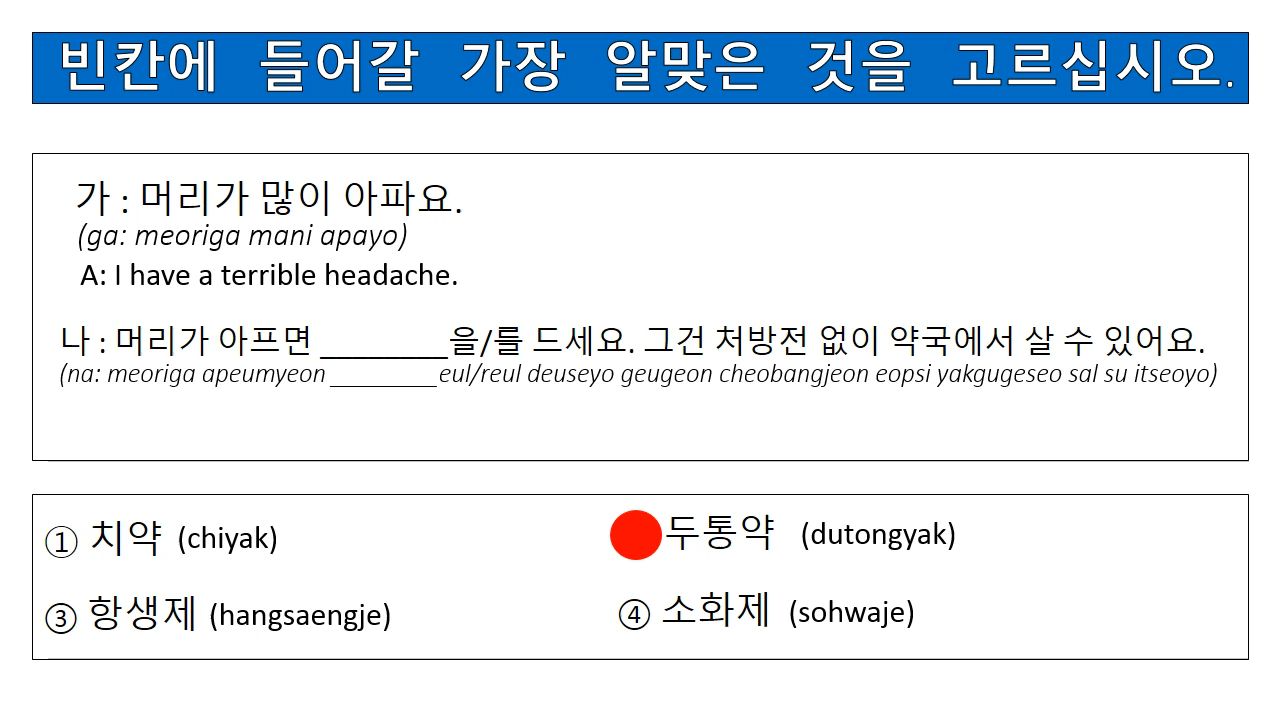 빈칸에 들어갈 가장 알맞은 것을 고르십시오.
가 : 머리가 많이 아파요.
(ga: meoriga mani apayo)
A: I have a terrible headache.
나 : 머리가 아프면 ________을/를 드세요. 그건 처방전 없이 약국에서 살 수 있어요.
(na: meoriga apeumyeon ________eul/reul deuseyo geugeon cheobangjeon eopsi yakgugeseo sal su itseoyo)
① 치약 (chiyak)
두통약 (dutongyak)
③ 항생제 (hangsaengje)
④ 소화제 (sohwaje)